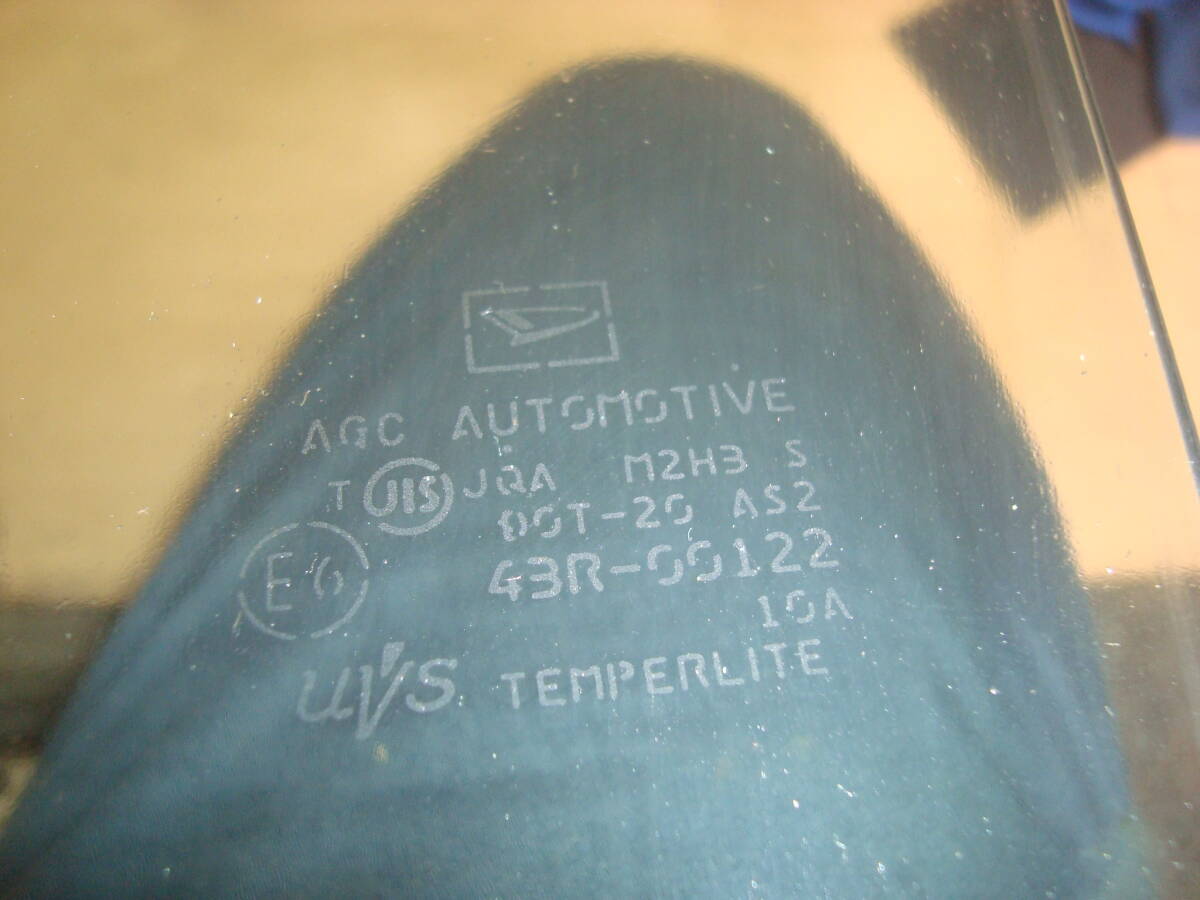 AGC AUTOMOTIVE
T JIS JQA M2H3 S
DOT-20 AS2
E6 43R-00122
10A
UVS TEMPERLITE